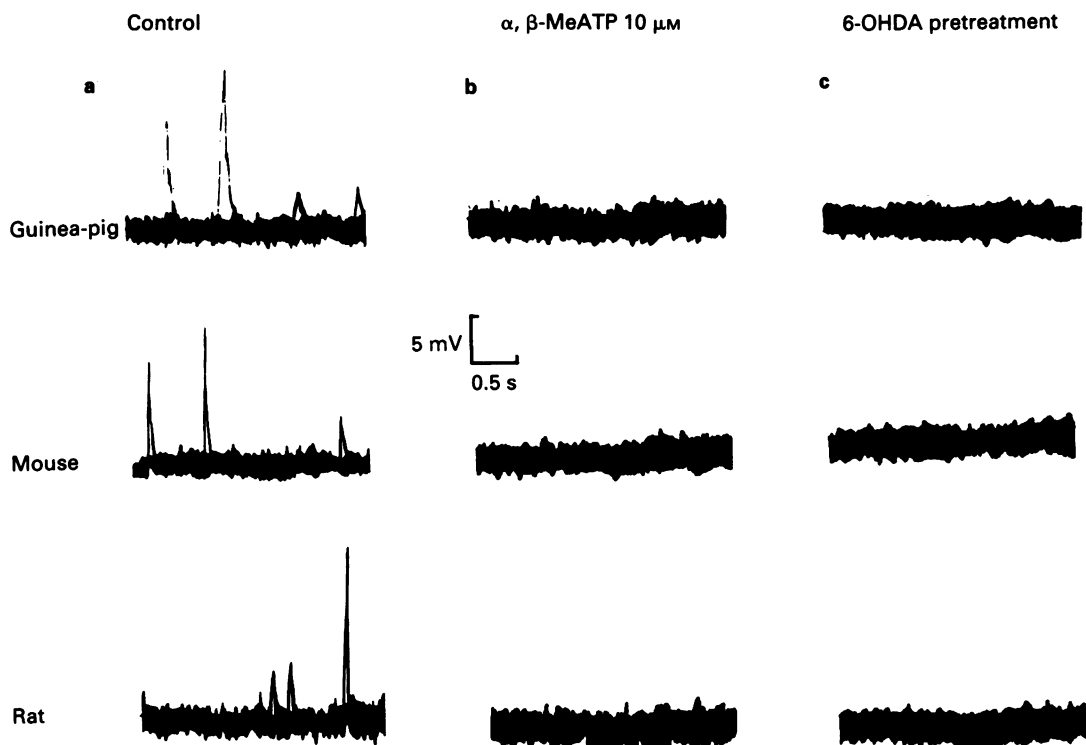 Control
α, β-MeATP 10 μM
6-OHDA pretreatment
a
b
c
Guinea-pig
5 mV
0.5 s
Mouse
Rat